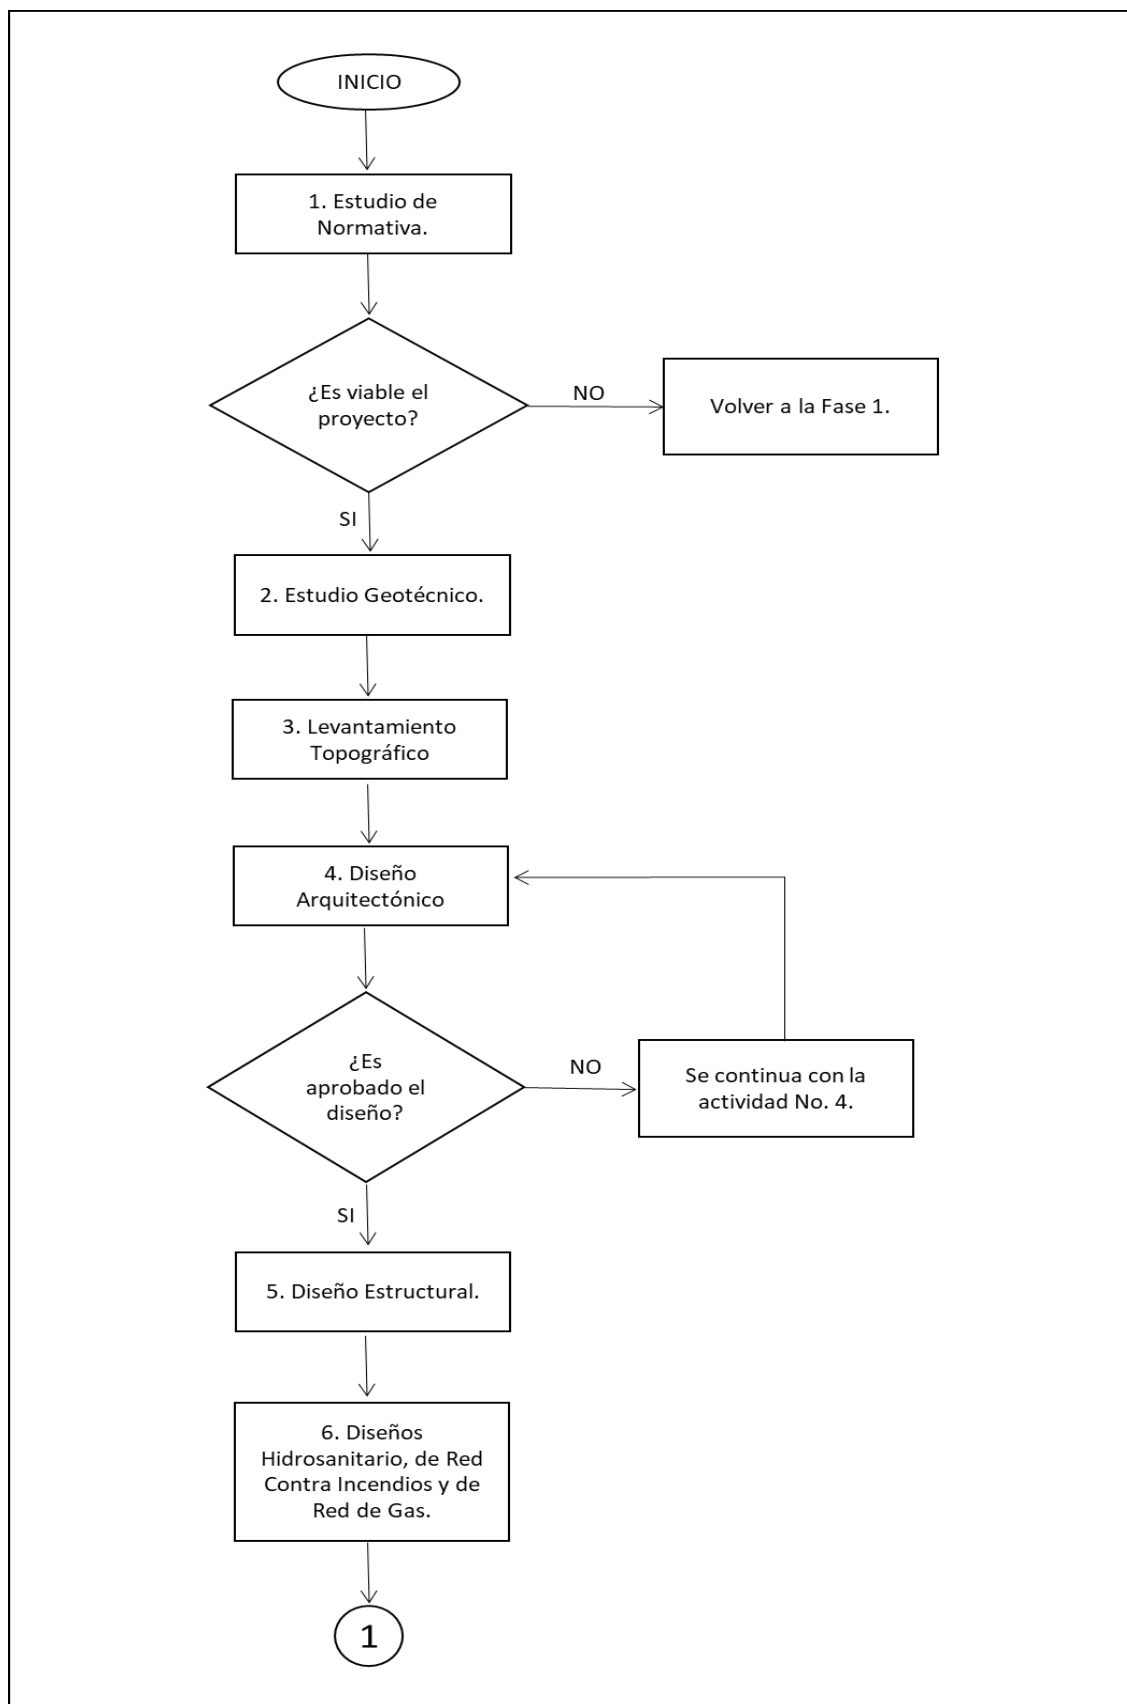 INICIO
1. Estudio de
Normativa.
¿Es viable el
proyecto?
NO
Volver a la Fase 1.
SI
2. Estudio Geotécnico.
3. Levantamiento
Topográfico
4. Diseño
Arquitectónico
¿Es
aprobado el
diseño?
NO
Se continua con la
actividad No. 4.
SI
5. Diseño Estructural.
6. Diseños
Hidrosanitario, de Red
Contra Incendios y de
Red de Gas.
1